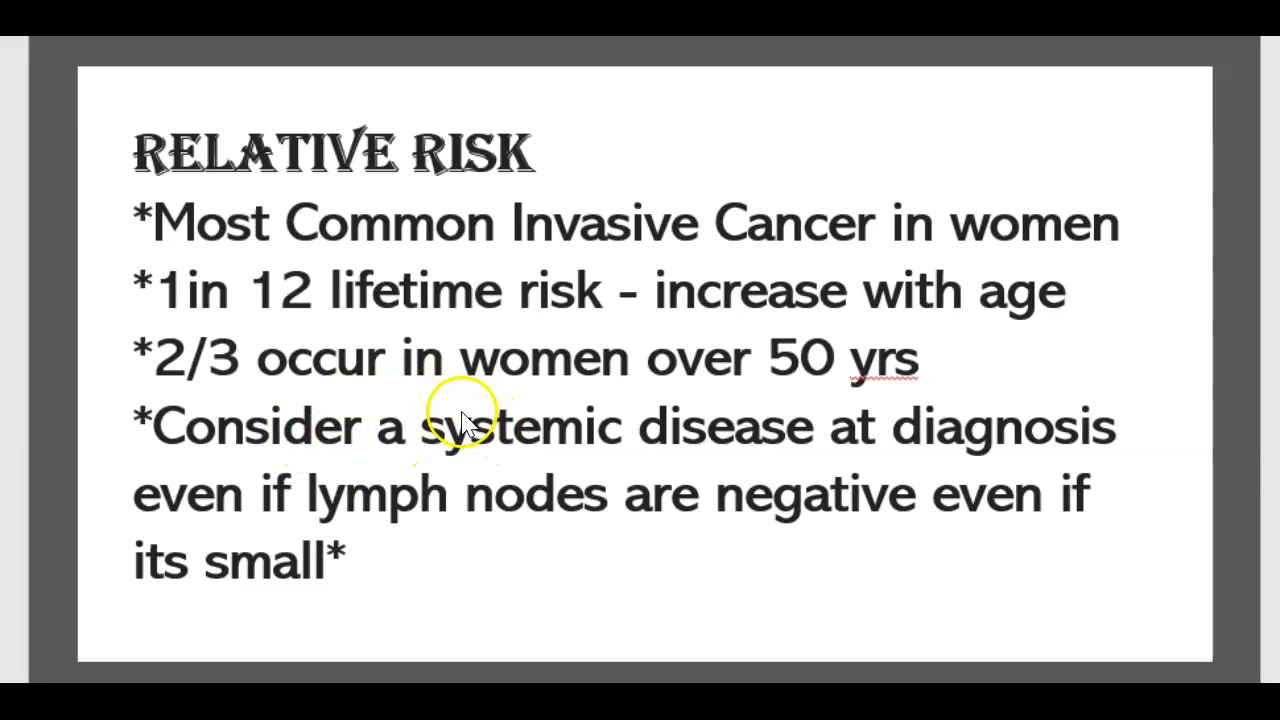 RELATIVE RISK
*Most Common Invasive Cancer in women
*1in 12 lifetime risk - increase with age
*2/3 occur in women over 50 yrs
*Consider a systemic disease at diagnosis
even if lymph nodes are negative even if
its small*